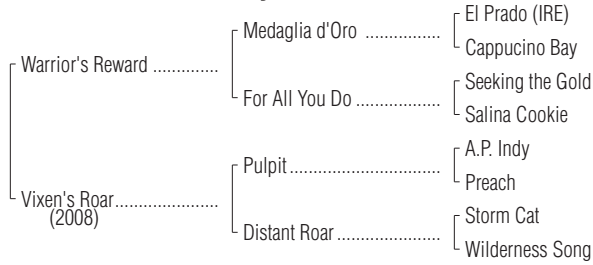 El Prado (IRE)
Medaglia d'Oro ................
Cappucino Bay
Warrior's Reward ..............
Seeking the Gold
For All You Do ..................
Salina Cookie
A.P. Indy
Pulpit................................
Preach
Vixen's Roar......................
(2008)
Storm Cat
Distant Roar ......................
Wilderness Song